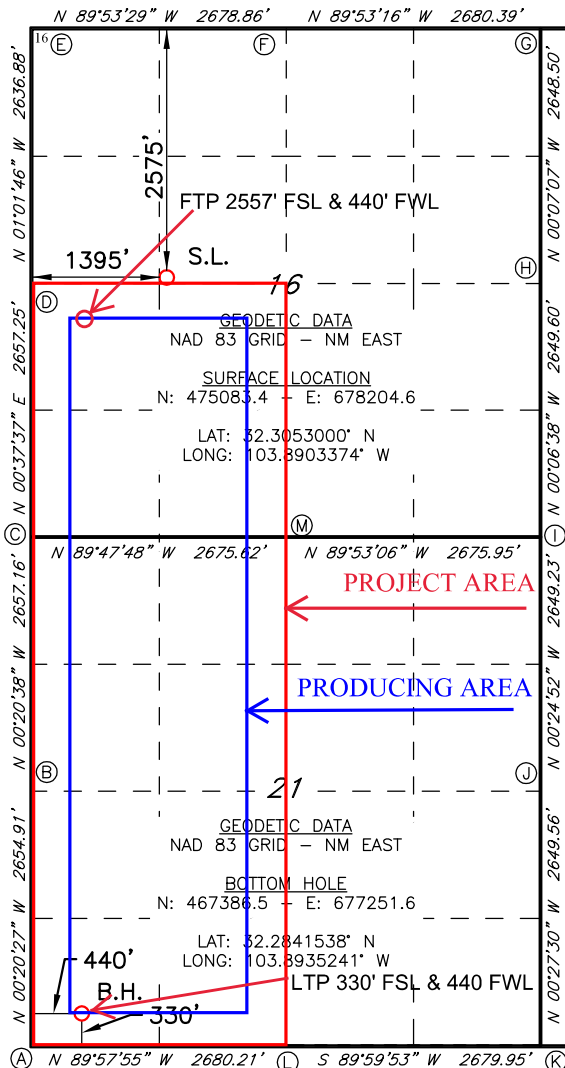 N 89°53'29" W 2678.86' N 89°53'16" W 2680.39'
16 E F G
N 01°01'46" W 2636.88'
N 00°07'07" W 2648.50'
2575'
FTP 2557' FSL & 440' FWL
1395' S.L.
H
D 16
GEODETIC DATA
NAD 83 GRID – NM EAST
SURFACE LOCATION
N: 475083.4 – E: 678204.6
LAT: 32.3053000° N
LONG: 103.8903374° W
N 00°37'37" E 2657.25'
N 00°06'38" W 2649.60'
C M I
N 89°47'48" W 2675.62' N 89°53'06" W 2675.95'
PROJECT AREA
N 00°20'38" W 2657.16'
N 00°24'52" W 2649.23'
PRODUCING AREA
B J
21
GEODETIC DATA
NAD 83 GRID – NM EAST
BOTTOM HOLE
N: 467386.5 – E: 677251.6
LAT: 32.2841538° N
LONG: 103.8935241° W
N 00°20'27" W 2654.91'
N 00°27'30" W 2649.56'
440'
B.H.
LTP 330' FSL & 440 FWL
330'
A N 89°57'55" W 2680.21' L S 89°59'53" W 2679.95' K